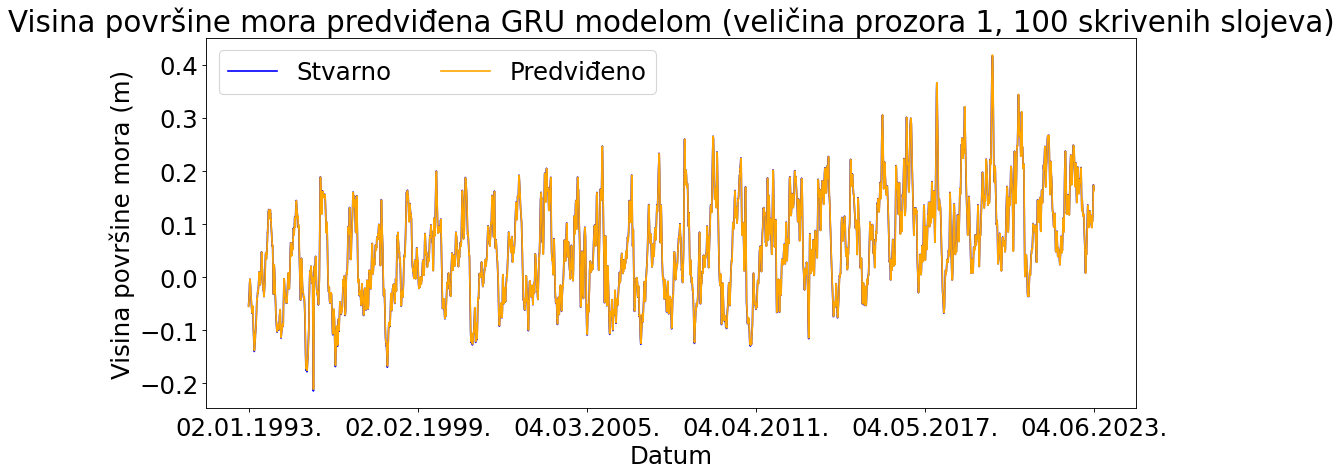 Visina površine mora predviđena GRU modelom (veličina prozora 1, 100 skrivenih slojeva)
Stvarno
Predviđeno
Visina površine mora (m)
0.4
0.3
0.2
0.1
0.0
−0.1
−0.2
02.01.1993.
02.02.1999.
04.03.2005.
04.04.2011.
04.05.2017.
04.06.2023.
Datum